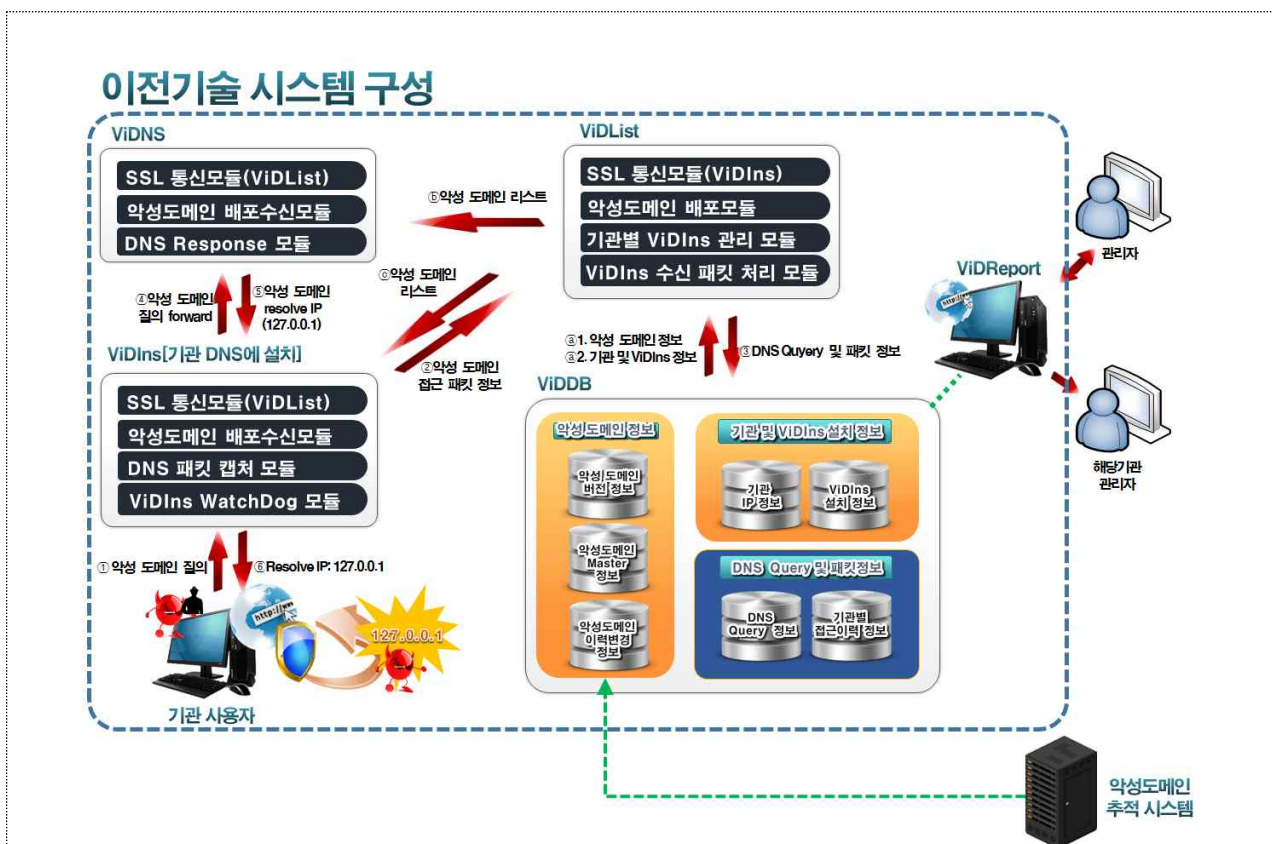 이전기술 시스템 구성
ViDNS
SSL 통신모듈(ViDList)
악성도메인 배포수신모듈
DNS Response 모듈
ViDList
SSL 통신모듈(ViDIns)
악성도메인 배포모듈
기관별 ViDIns 관리 모듈
ViDIns 수신 패킷 처리 모듈
ⓑ악성 도메인 리스트
ⓒ악성 도메인
리스트
②악성 도메인
접근 패킷 정보
④악성 도메인
질의 forward
⑤악성 도메인
resolve IP
(127.0.0.1)
ViDIns[기관 DNS에 설치]
SSL 통신모듈(ViDList)
악성도메인 배포수신모듈
DNS 패킷 캡처 모듈
ViDIns WatchDog 모듈
① 악성 도메인 질의
⑥Resolve IP: 127.0.0.1
http://www
127.0.0.1
기관 사용자
ⓐ1. 악성 도메인 정보
ⓐ2. 기관 및 ViDIns 정보
③DNS Quyery 및 패킷 정보
ViDDB
악성 도메인 정보
악성 도메인
버전 정보
악성도메인
Master
정보
악성도메인
이력변경
정보
기관 및 ViDIns 설치 정보
기관
IP 정보
ViDIns
설치 정보
DNS Query 및 패킷정보
DNS
Query 정보
기관별
접근이력 정보
ViDReport
관리자
해당기관
관리자
악성도메인
추적 시스템